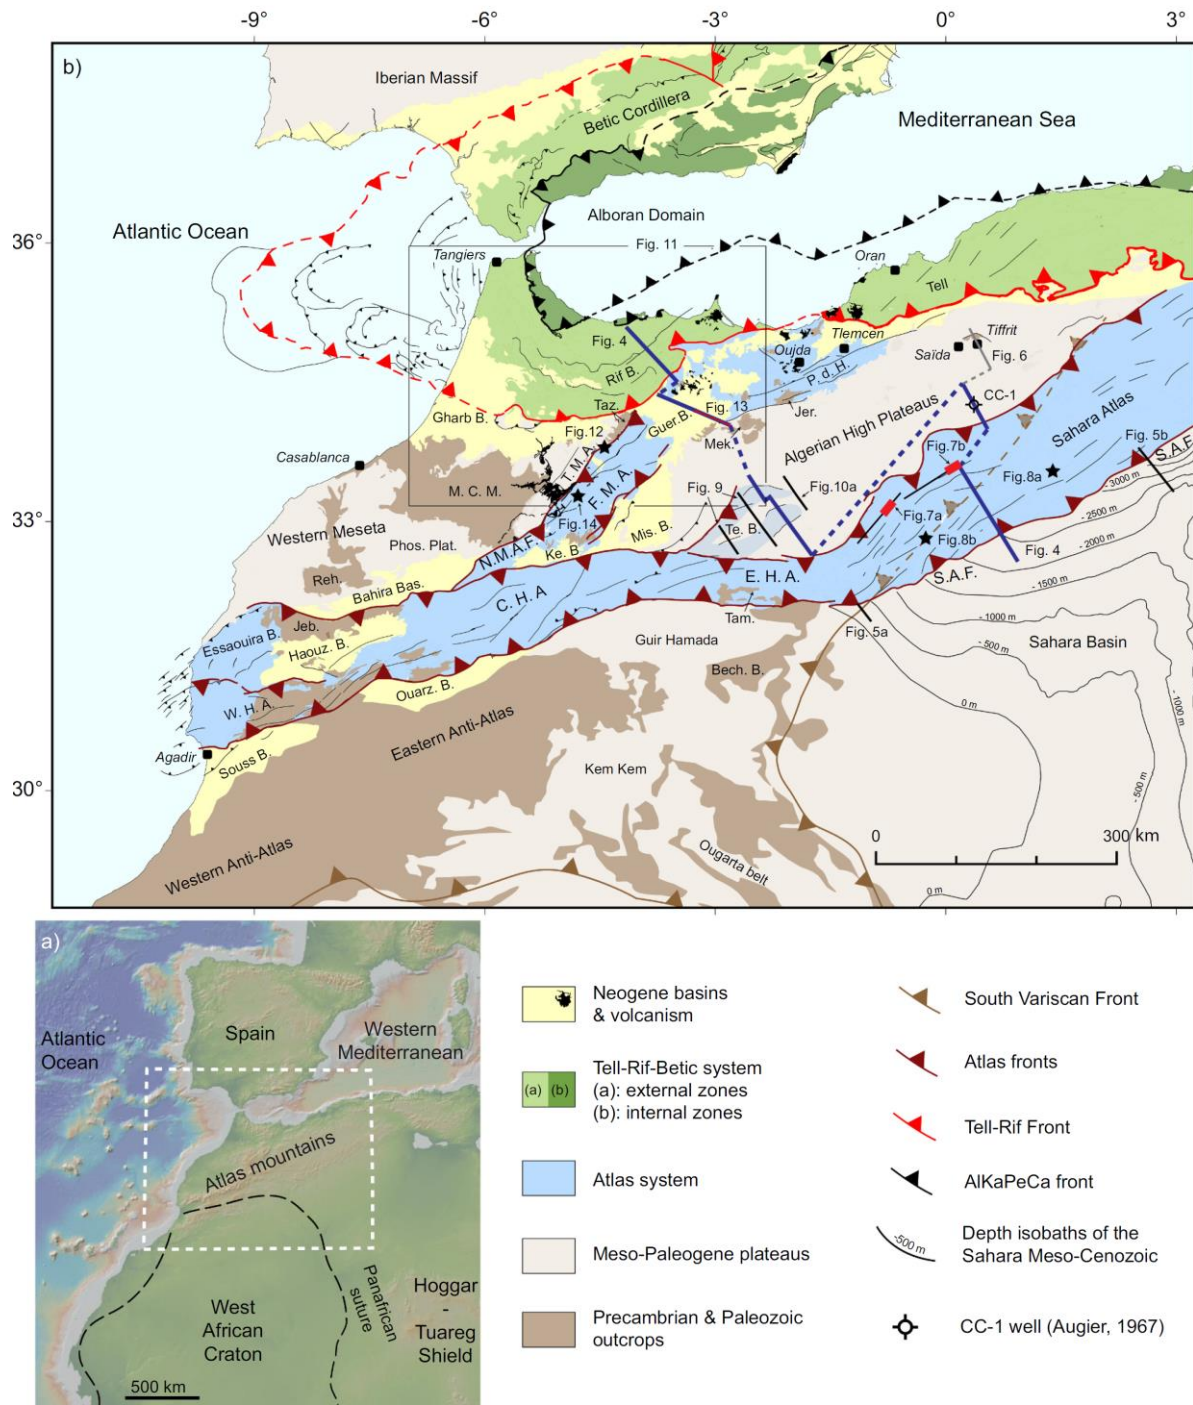 -9°
-6°
-3°
0°
3°
b)
Iberian Massif
Betic Cordillera
Mediterranean Sea
Alboran Domain
Atlantic Ocean
36°
Fig. 11
Tangiers
Oran
Tell
Fig. 4
Tlemcen
Oujda
Saïda
Tiffrit
Fig. 6
P. d. H.
Rif B.
CC-1
Gharb B.
Taz.
Fig.12
Guer.B.
Fig. 13
Jer.
Mek.
Algerian High Plateaus
Sahara Atlas
Casablanca
T. M. A.
F. M. A.
M. C. M.
Fig.7b
Fig. 5b
S.A.F.
Fig.8a
Fig. 9
Fig.10a
Fig.7a
Fig.14
33°
Western Meseta
Mis. B.
Te. B.
Fig.8b
Fig. 4
- 3000 m
- 2500 m
- 2000 m
- 1500 m
- 1000 m
- 500 m
0 m
Phos. Plat.
N.M.A.F.
Ke. B
Reh.
Bahira Bas.
E. H. A.
S.A.F.
C. H. A
Tam.
Fig. 5a
Sahara Basin
Essaouira B.
Jeb.
Haouz. B.
Guir Hamada
Bech. B.
W. H. A.
Ouarz. B.
Agadir
Souss B.
Eastern Anti-Atlas
Kem Kem
30°
- 1000 m
- 500 m
0 m
0
300 km
Western Anti-Atlas
Ougarta belt
a)
Atlantic
Ocean
Spain
Western
Mediterranean
Atlas mountains
Panafrican
suture
West
African
Craton
Hoggar
-
Tuareg
Shield
500 km
Neogene basins
& volcanism
(a) (b)
Tell-Rif-Betic system
(a): external zones
(b): internal zones
Atlas system
Meso-Paleogene plateaus
Precambrian & Paleozoic
outcrops
South Variscan Front
Atlas fronts
Tell-Rif Front
AlKaPeCa front
-500 m
Depth isobaths of the
Sahara Meso-Cenozoic
CC-1 well (Augier, 1967)